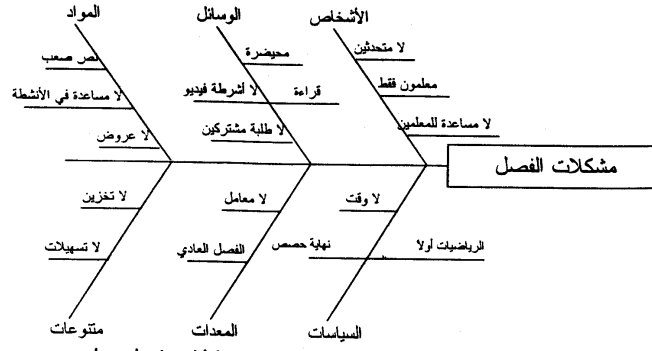 الأشخاص
الوسائل
المواد
لا متحدثين
معلمون فقط
لا مساعدة للمعلمين
محيضرة
قراءة
لا أشرطة فيديو
لا طلبة مشتركين
نص صعب
لا مساعدة في الأنشطة
لا عروض
مشكلات الفصل
لا وقت
الرياضيات أولاً
نهاية حصص
لا معامل
الفصل العادي
لا تخزين
لا تسهيلات
السياسات
المعدات
متنوعات